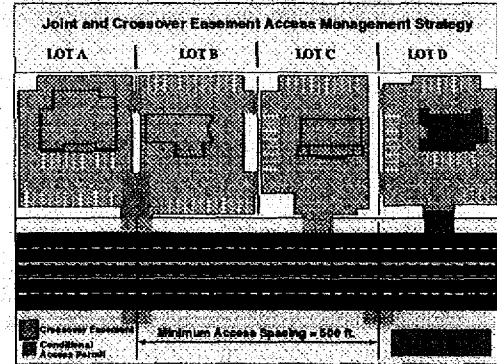 Joint and Crossover Easement Access Management Strategy
LOT A LOT B LOT C LOT D
Crossover Easement
Conditional
Access Permit
Minimum Access Spacing = 500 ft.